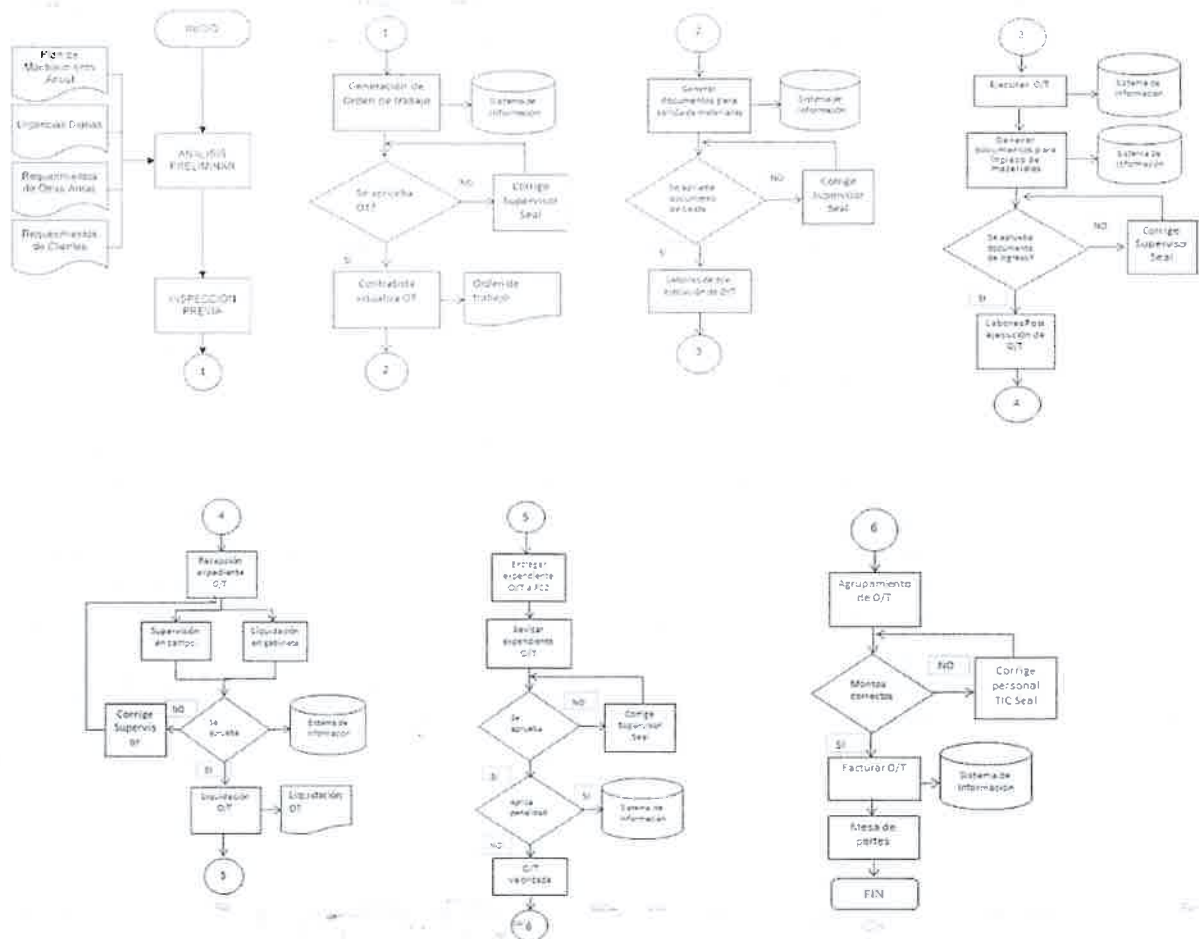 INICIO
Plan de
Mantenimiento
Anual
Urgencias Diarias
Requerimientos
de Otras Areas
Requerimientos
de Clientes
ANALISIS
PRELIMINAR
INSPECCION
PREVIA
1
1
Generación de
Orden de trabajo
Sistema de
Información
Se aprueba
OT?
NO
Corrige
Supervisor
Seal
SI
Contratista
visualiza OT
Orden de
trabajo
2
2
Generar
documentos para
salida de materiales
Sistema de
Información
Se aprueba
documento
de salida
NO
Corrige
Supervisor
Seal
SI
Labores de pre
ejecución de O/T
3
3
Ejecutar O/T
Sistema de
Información
Generar
documentos para
ingreso de
materiales
Sistema de
Información
Se aprueba
documento
de ingreso?
NO
Corrige
Supervisor
Seal
SI
Labores Post
ejecución de
O/T
4
4
Recepción
expediente
O/T
Supervisión
en campo
Liquidación
en gabinete
Se
aprueba
NO
Corrige
Supervis
or
Sistema de
Información
SI
Liquidación
O/T
Liquidación
OT
5
5
Entregar
expendiente
O/T a
Revisar
expendiente
O/T
Se
aprueba
NO
Corrige
Supervisor
Seal
SI
Aplica
penalidad
SI
Sistema de
Información
NO
O/T
valorizada
6
6
Agrupamiento
de O/T
Montos
correctos
NO
Corrige
personal
TIC Seal
SI
Facturar O/T
Sistema de
Información
Mesa de
partes
FIN